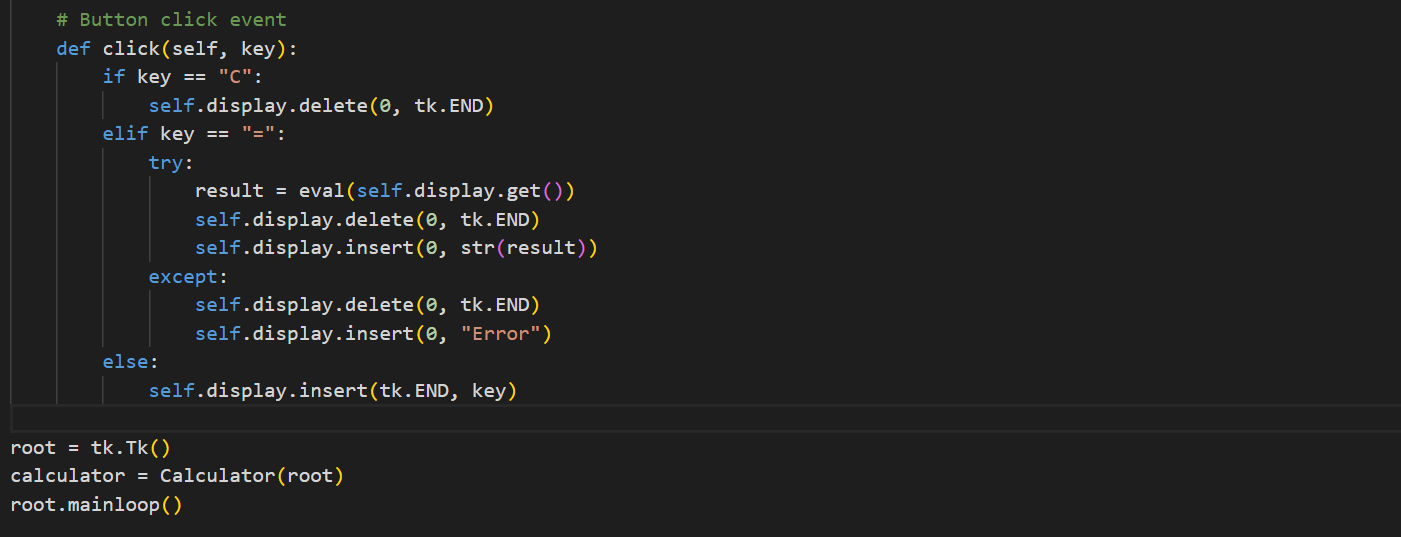 # Button click event
    def click(self, key):
        if key == "C":
            self.display.delete(0, tk.END)
        elif key == "=":
            try:
                result = eval(self.display.get())
                self.display.delete(0, tk.END)
                self.display.insert(0, str(result))
            except:
                self.display.delete(0, tk.END)
                self.display.insert(0, "Error")
        else:
            self.display.insert(tk.END, key)

root = tk.Tk()
calculator = Calculator(root)
root.mainloop()